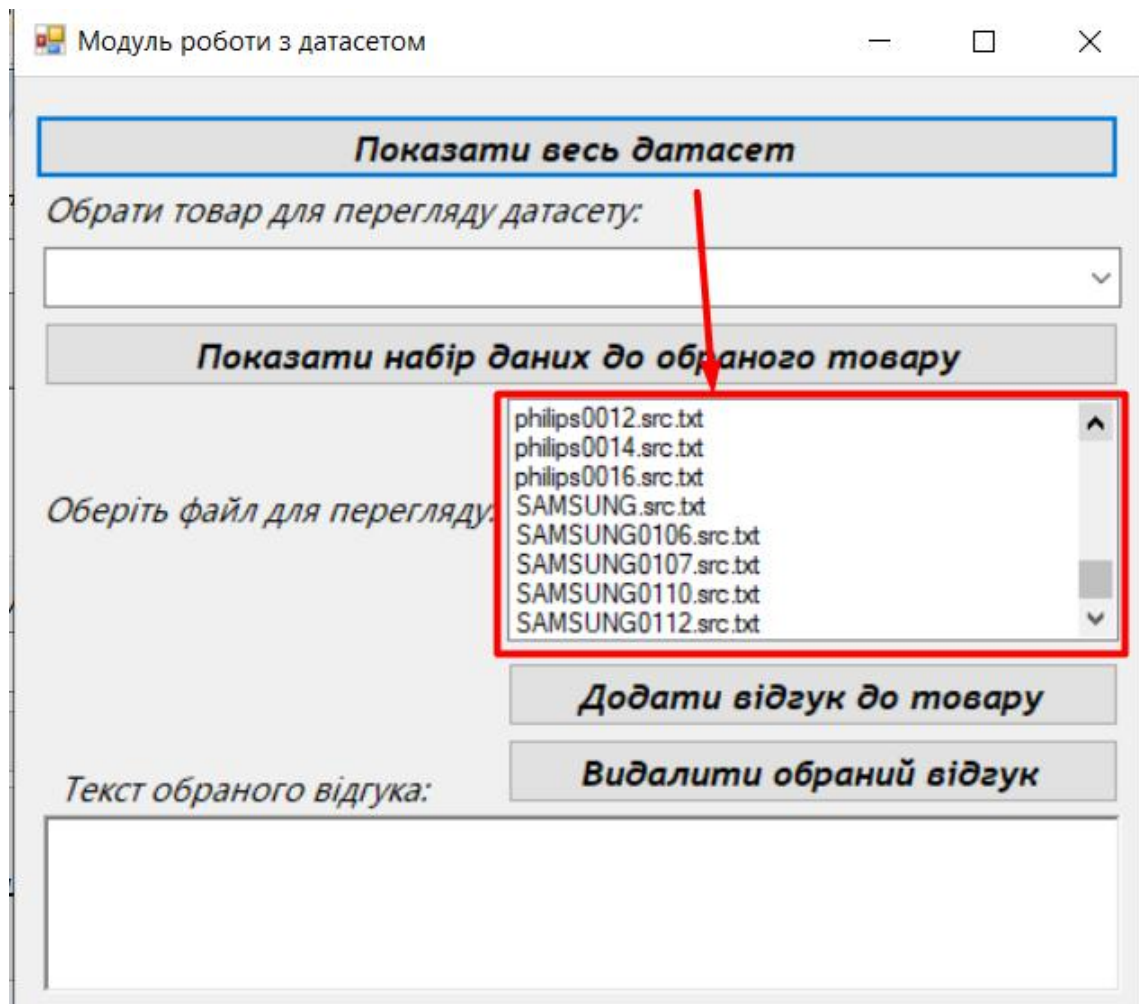 Модуль роботи з датасетом
Показати весь датасет
Обрати товар для перегляду датасету:
Показати набір даних до обраного товару
philips0012.src.txt
philips0014.src.txt
philips0016.src.txt
Оберіть файл для перегляду:
SAMSUNG.src.txt
SAMSUNG0106.src.txt
SAMSUNG0107.src.txt
SAMSUNG0110.src.txt
SAMSUNG0112.src.txt
Додати відгук до товару
Видалити обраний відгук
Текст обраного відгука: